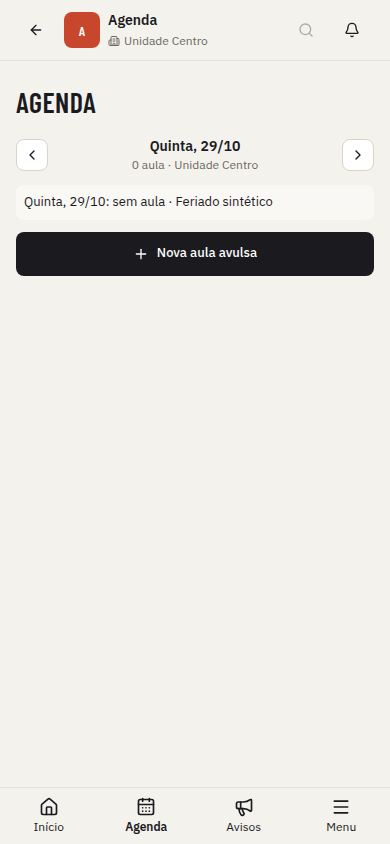 A
Agenda
Unidade Centro
AGENDA
Quinta, 29/10
0 aula · Unidade Centro
Quinta, 29/10: sem aula · Feriado sintético
Nova aula avulsa
Início
Agenda
Avisos
Menu